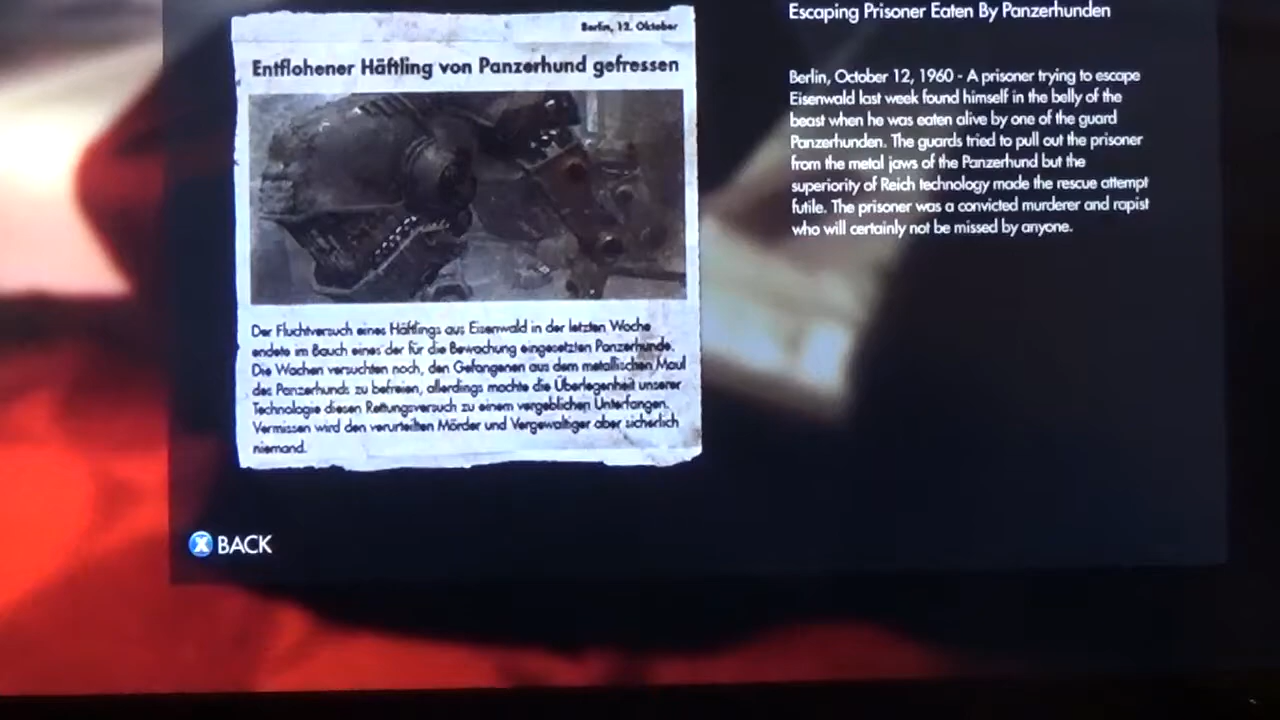 Berlin, 12. Oktober
Entflohener Häftling von Panzerhund gefressen
Der Fluchtversuch eines Häftlings aus Eisenwald in der letzten Woche
endete im Bauch eines der für die Bewachung eingesetzten Panzerhunde.
Die Wachen versuchten noch, den Gefangenen aus dem metallischen Maul
des Panzerhunds zu befreien, allerdings machte die Überlegenheit unserer
Technologie diesen Rettungsversuch zu einem vergeblichen Unterfangen.
Vermissen wird den verurteilten Mörder und Vergewaltiger aber sicherlich
niemand.
Escaping Prisoner Eaten By Panzerhunden
Berlin, October 12, 1960 - A prisoner trying to escape
Eisenwald last week found himself in the belly of the
beast when he was eaten alive by one of the guard
Panzerhunden. The guards tried to pull out the prisoner
from the metal jaws of the Panzerhund but the
superiority of Reich technology made the rescue attempt
futile. The prisoner was a convicted murderer and rapist
who will certainly not be missed by anyone.
X BACK